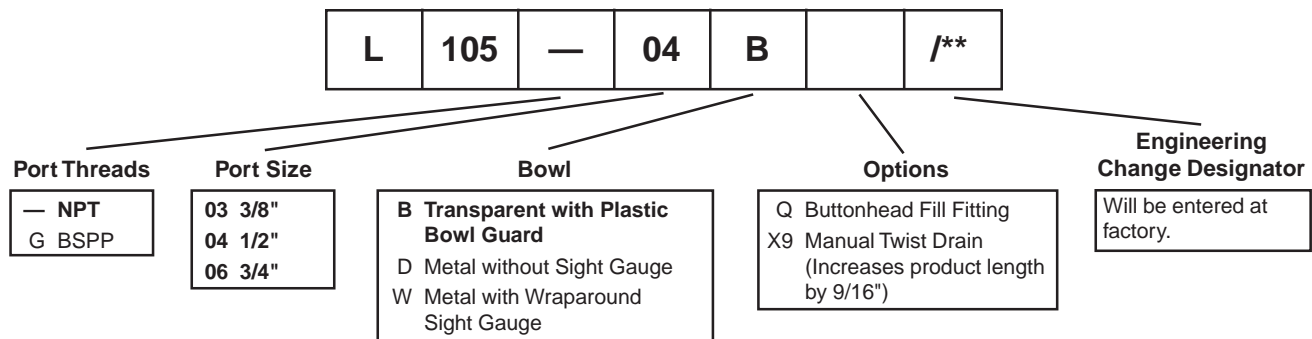 L 105 — 04 B /**
Port Threads
— NPT
G BSPP
Port Size
03 3/8"
04 1/2"
06 3/4"
Bowl
B Transparent with Plastic
Bowl Guard
D Metal without Sight Gauge
W Metal with Wraparound
Sight Gauge
Options
Q Buttonhead Fill Fitting
X9 Manual Twist Drain
(Increases product length
by 9/16")
Engineering
Change Designator
Will be entered at
factory.